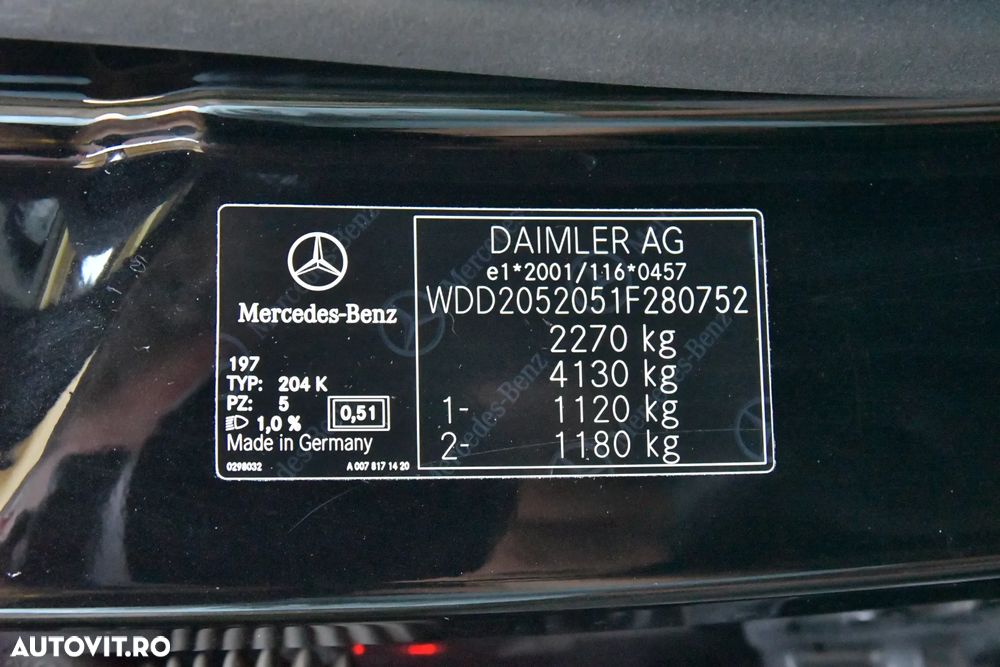 Mercedes-Benz
197
TYP: 204 K
PZ: 5
1,0 %
0,51
Made in Germany
0298032
A 007 817 14 20
DAIMLER AG
e1*2001/116*0457
WDD2052051F280752
2270 kg
4130 kg
1- 1120 kg
2- 1180 kg
AUTOVIT.RO